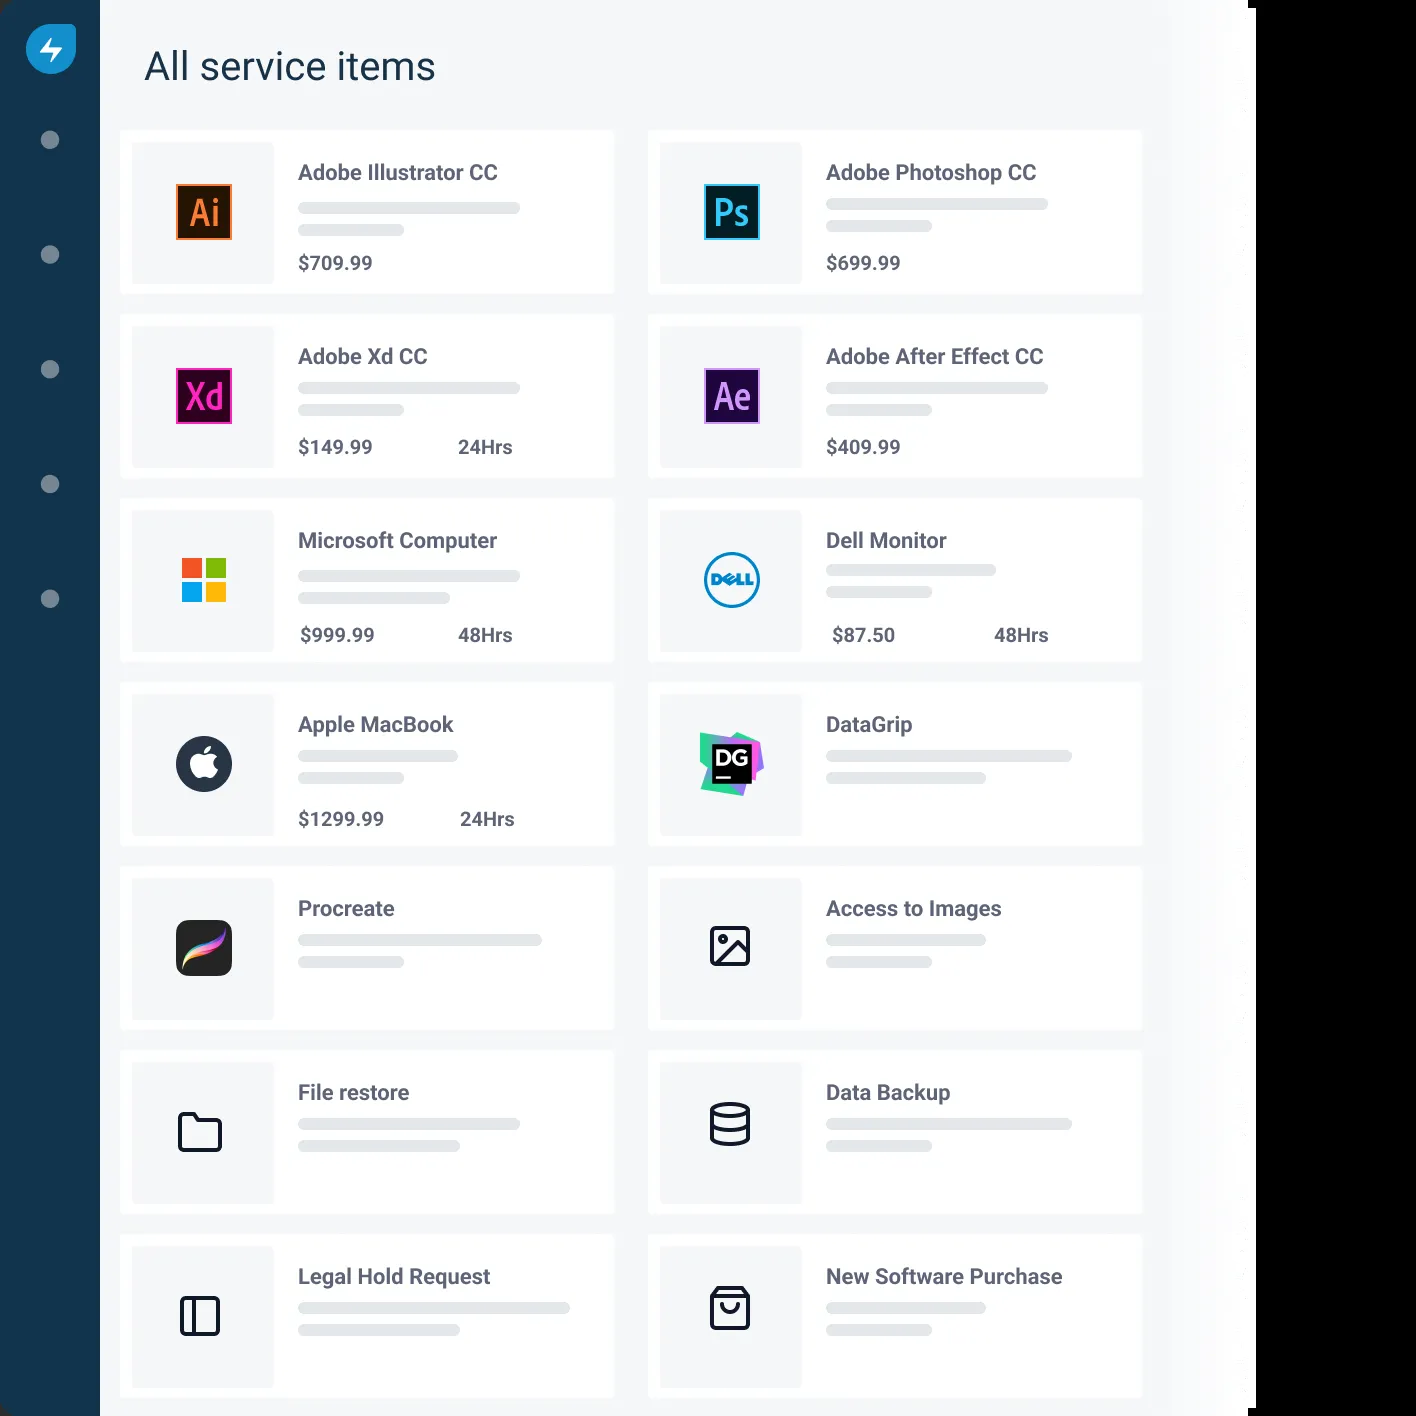 All service items
Ai
Adobe Illustrator CC
$709.99
Ps
Adobe Photoshop CC
$699.99
Xd
Adobe Xd CC
$149.99 24Hrs
Ae
Adobe After Effect CC
$409.99
Microsoft Computer
$999.99 48Hrs
DELL
Dell Monitor
$87.50 48Hrs
Apple MacBook
$1299.99 24Hrs
DG
DataGrip
Procreate
Access to Images
File restore
Data Backup
Legal Hold Request
New Software Purchase